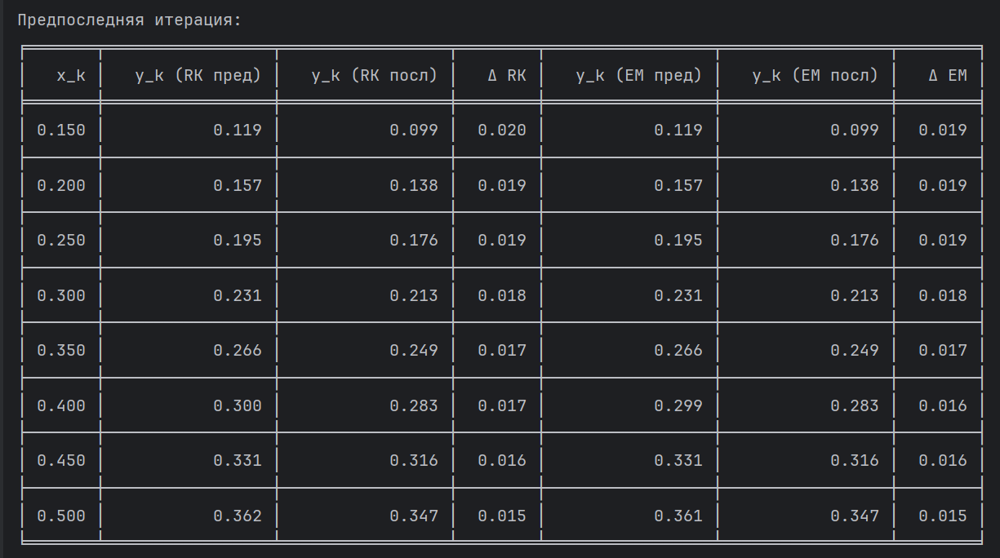 Предпоследняя итерация:
x_k y_k (RK пред) y_k (RK посл) Δ RK y_k (EM пред) y_k (EM посл) Δ EM
0.150 0.119 0.099 0.020 0.119 0.099 0.019
0.200 0.157 0.138 0.019 0.157 0.138 0.019
0.250 0.195 0.176 0.019 0.195 0.176 0.019
0.300 0.231 0.213 0.018 0.231 0.213 0.018
0.350 0.266 0.249 0.017 0.266 0.249 0.017
0.400 0.300 0.283 0.017 0.299 0.283 0.016
0.450 0.331 0.316 0.016 0.331 0.316 0.016
0.500 0.362 0.347 0.015 0.361 0.347 0.015